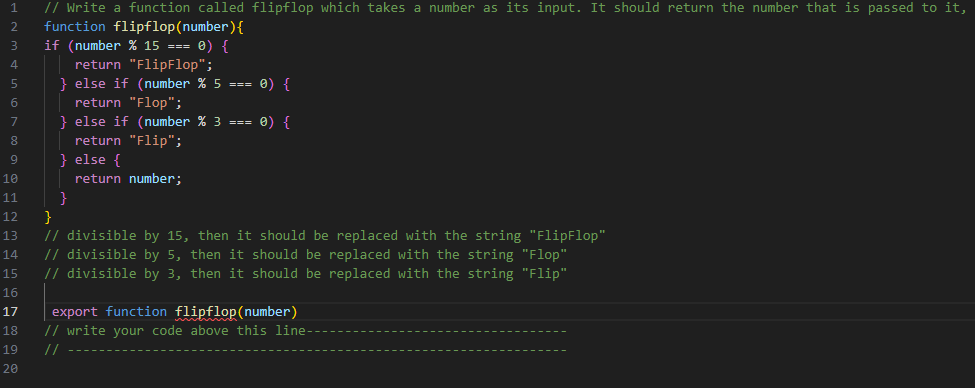 1 // Write a function called flipflop which takes a number as its input. It should return the number that is passed to it,
2 function flipflop(number){
3 if (number % 15 === 0) {
4 return "FlipFlop";
5 } else if (number % 5 === 0) {
6 return "Flop";
7 } else if (number % 3 === 0) {
8 return "Flip";
9 } else {
10 return number;
11 }
12 }
13 // divisible by 15, then it should be replaced with the string "FlipFlop"
14 // divisible by 5, then it should be replaced with the string "Flop"
15 // divisible by 3, then it should be replaced with the string "Flip"
16
17 export function flipflop(number)
18 // write your code above this line----------------------------------
19 // -----------------------------------------------------------------
20